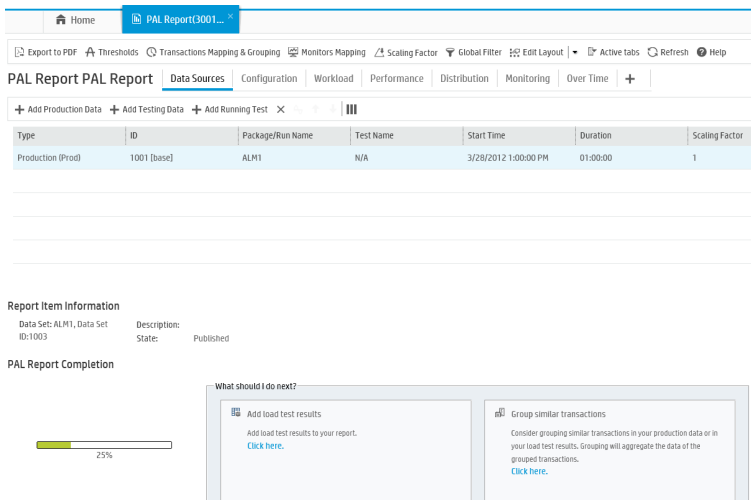 Home
PAL Report(3001... ×
Export to PDF Thresholds Transactions Mapping & Grouping Monitors Mapping Scaling Factor Global Filter Edit Layout Active tabs Refresh Help
PAL Report PAL Report Data Sources Configuration Workload Performance Distribution Monitoring Over Time +
+ Add Production Data + Add Testing Data + Add Running Test
Type ID Package/Run Name Test Name Start Time Duration Scaling Factor
Production (Prod) 1001 [base] ALM1 N/A 3/28/2012 1:00:00 PM 01:00:00 1
Report Item Information
Data Set: ALM1, Data Set
ID:1003
Description:
State: Published
PAL Report Completion
25%
What should I do next?
Add load test results
Add load test results to your report.
Click here.
Group similar transactions
Consider grouping similar transactions in your production data or in
your load test results. Grouping will aggregate the data of the
grouped transactions.
Click here.